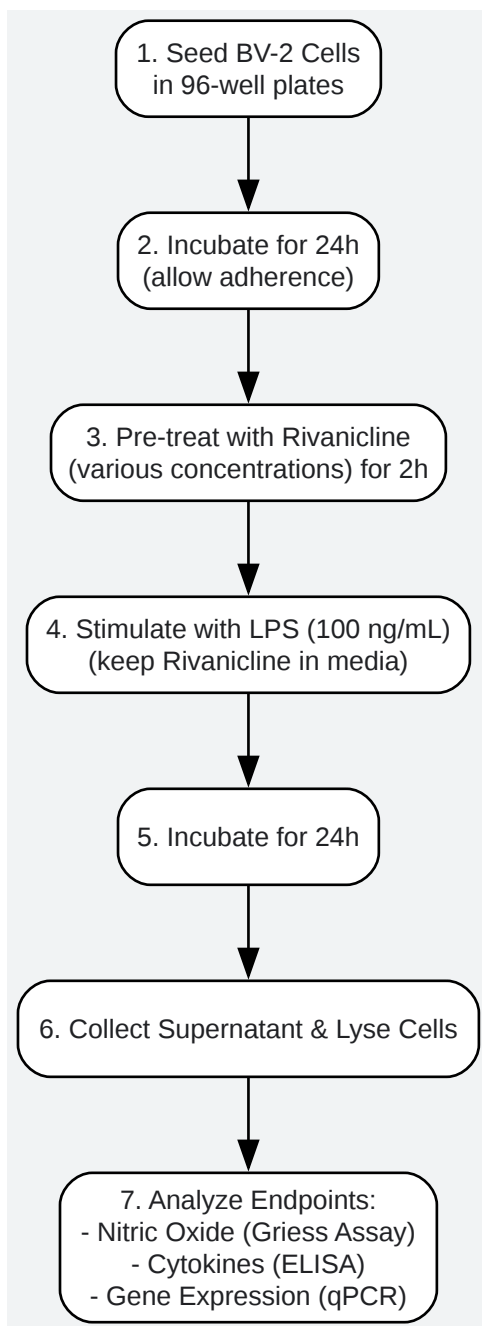 1. Seed BV-2 Cells
in 96-well plates
2. Incubate for 24h
(allow adherence)
3. Pre-treat with Rivanicline
(various concentrations) for 2h
4. Stimulate with LPS (100 ng/mL)
(keep Rivanicline in media)
5. Incubate for 24h
6. Collect Supernatant & Lyse Cells
7. Analyze Endpoints:
- Nitric Oxide (Griess Assay)
- Cytokines (ELISA)
- Gene Expression (qPCR)